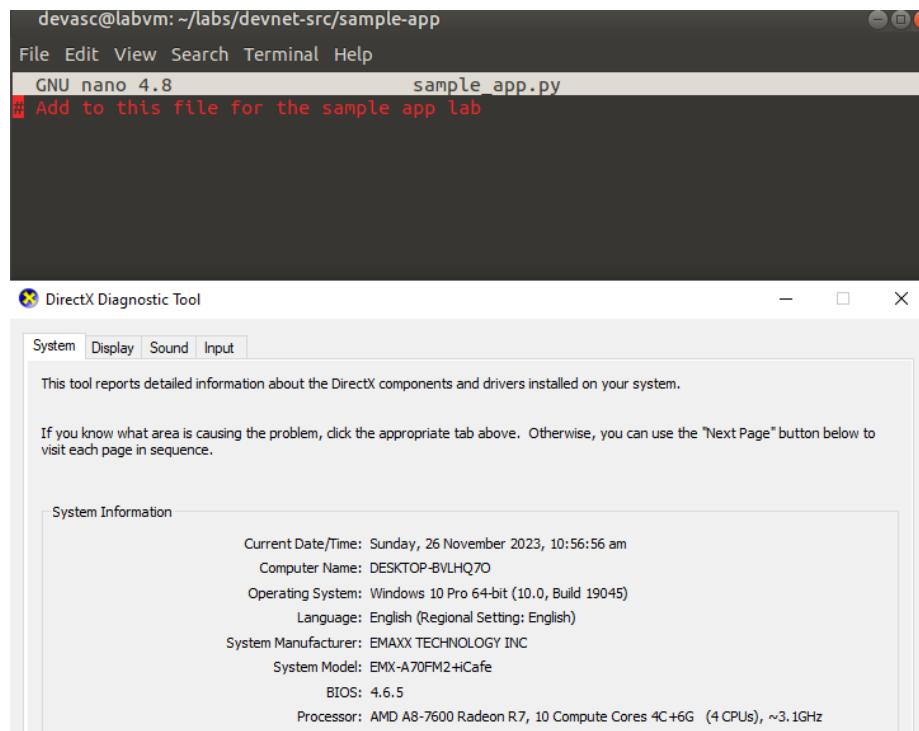 devasc@labvm: ~/labs/devnet-src/sample-app
File Edit View Search Terminal Help
GNU nano 4.8 sample_app.py
# Add to this file for the sample app lab
DirectX Diagnostic Tool
System Display Sound Input
This tool reports detailed information about the DirectX components and drivers installed on your system.
If you know what area is causing the problem, click the appropriate tab above.  Otherwise, you can use the "Next Page" button below to
visit each page in sequence.
System Information
Current Date/Time: Sunday, 26 November 2023, 10:56:56 am
Computer Name: DESKTOP-BVLHQ7O
Operating System: Windows 10 Pro 64-bit (10.0, Build 19045)
Language: English (Regional Setting: English)
System Manufacturer: EMAXX TECHNOLOGY INC
System Model: EMX-A70FM2+iCafe
BIOS: 4.6.5
Processor: AMD A8-7600 Radeon R7, 10 Compute Cores 4C+6G   (4 CPUs), ~3.1GHz